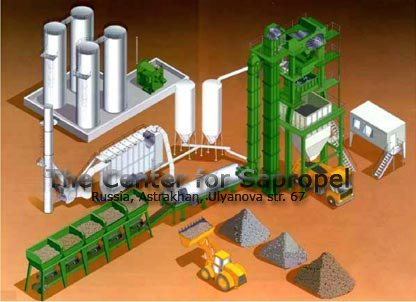 The Center for Sapropel
Russia, Astrakhan, Ulyanova str. 67